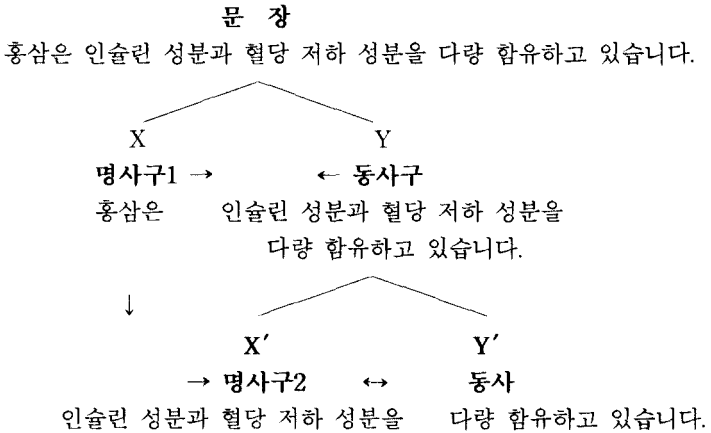 문 장
홍삼은 인슐린 성분과 혈당 저하 성분을 다량 함유하고 있습니다.
X Y
명사구1 → ← 동사구
홍삼은 인슐린 성분과 혈당 저하 성분을
다량 함유하고 있습니다.
↓
X′ Y′
→ 명사구2 ↔ 동사
인슐린 성분과 혈당 저하 성분을 다량 함유하고 있습니다.